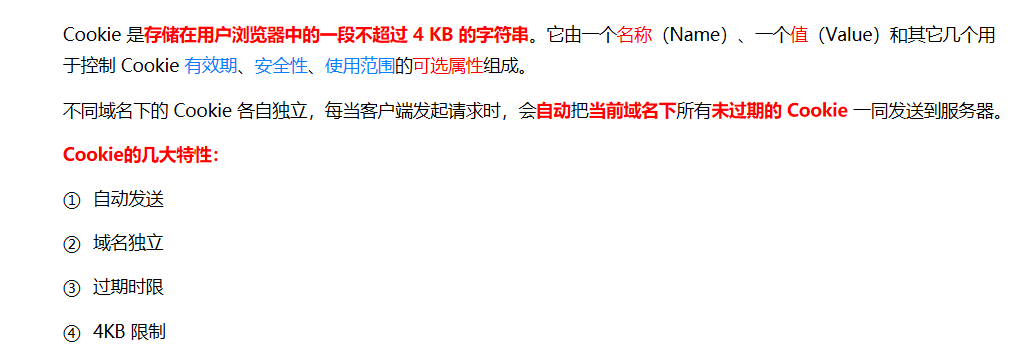 Cookie 是存储在用户浏览器中的一段不超过 4 KB 的字符串。它由一个名称（Name）、一个值（Value）和其它几个用
于控制 Cookie 有效期、安全性、使用范围的可选属性组成。
不同域名下的 Cookie 各自独立，每当客户端发起请求时，会自动把当前域名下所有未过期的 Cookie 一同发送到服务器。
Cookie的几大特性：
① 自动发送
② 域名独立
③ 过期时限
④ 4KB 限制